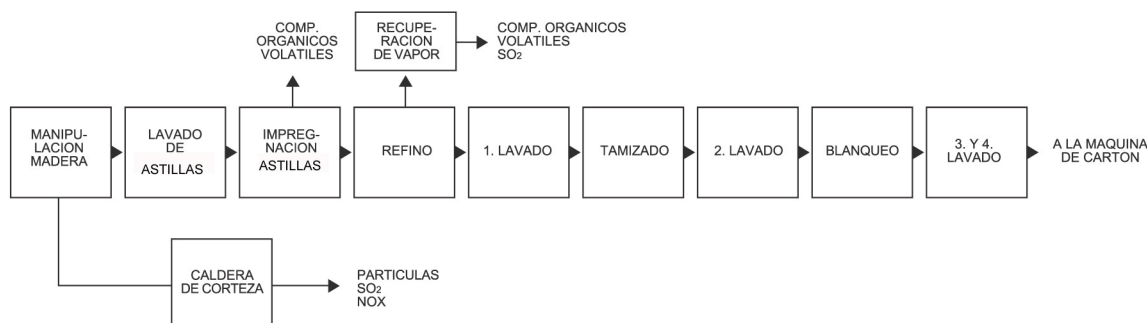 COMP.
ORGANICOS
VOLATILES
RECUPE-
RACION
DE VAPOR
COMP. ORGANICOS
VOLATILES
SO2
MANIPU-
LACION
MADERA
LAVADO
DE
ASTILLAS
IMPREG-
NACION
ASTILLAS
REFINO
1. LAVADO
TAMIZADO
2. LAVADO
BLANQUEO
3. Y 4.
LAVADO
A LA MAQUINA
DE CARTON
CALDERA
DE CORTEZA
PARTICULAS
SO2
NOX